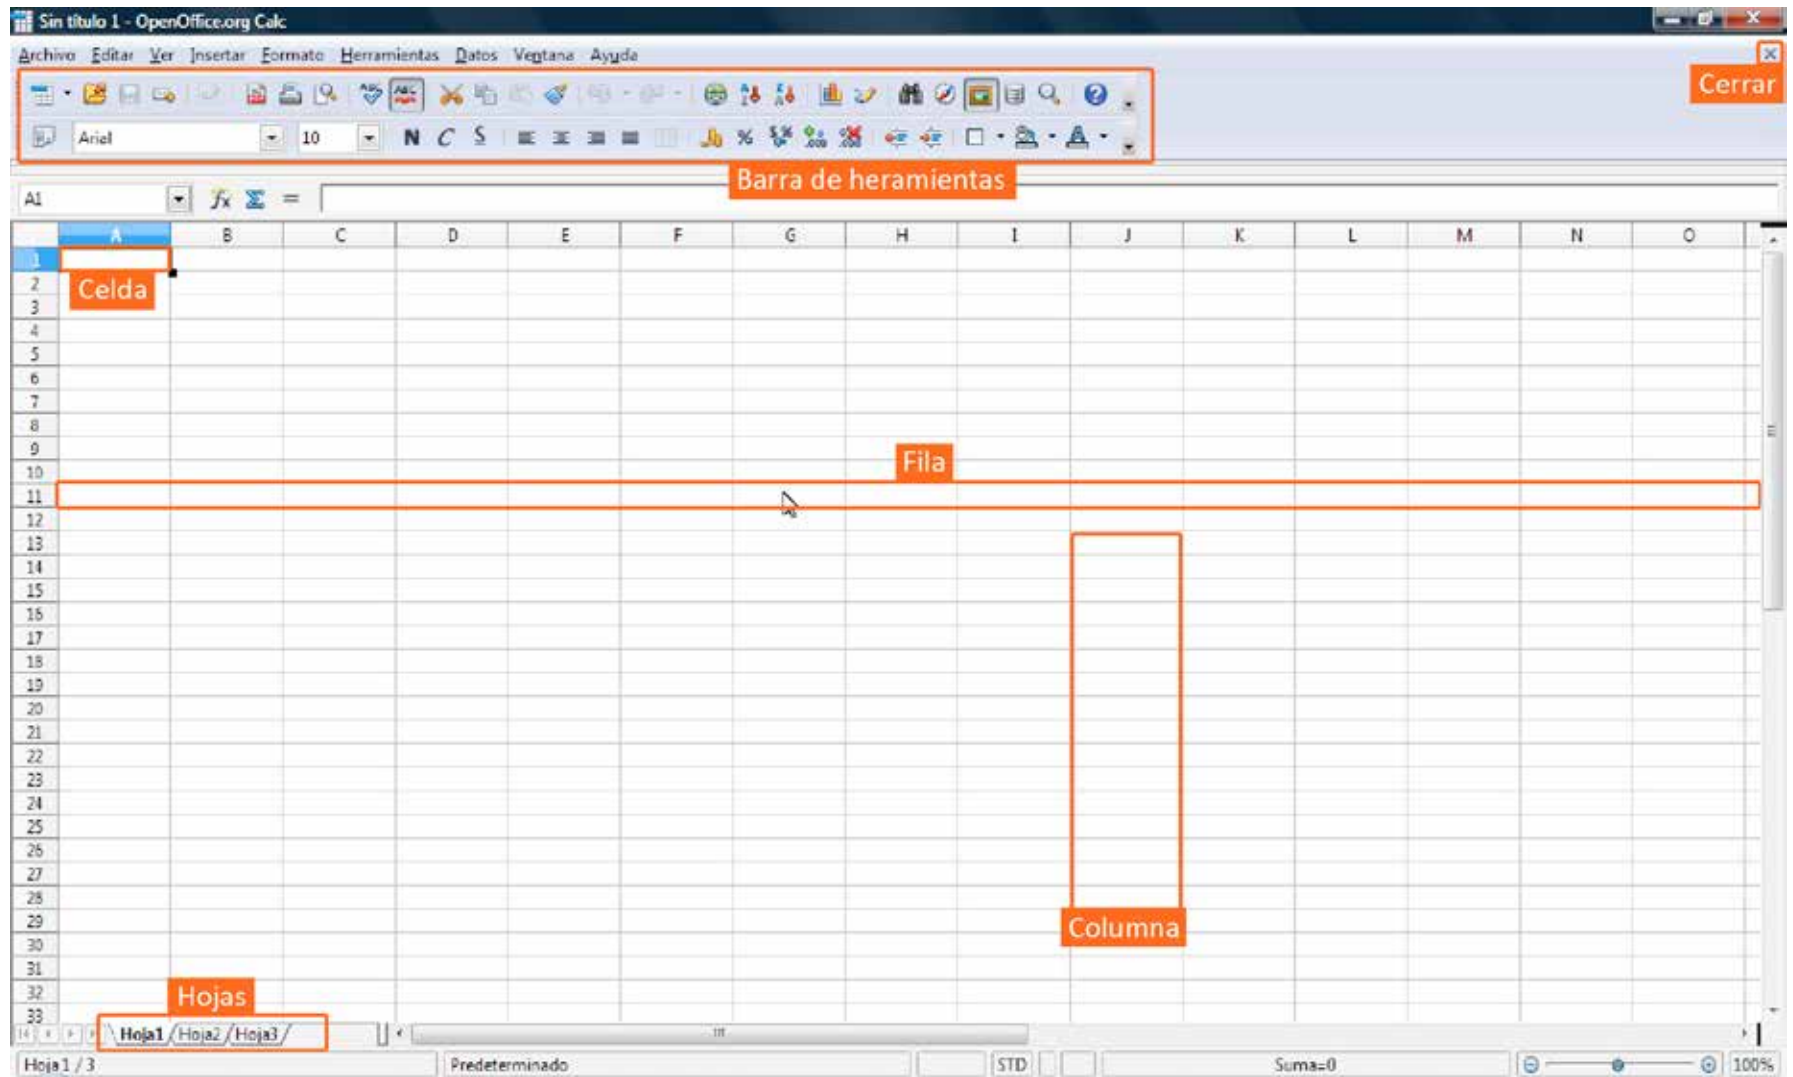 Sin título 1 - OpenOffice.org Calc
Archivo Editar Ver Insertar Formato Herramientas Datos Ventana Ayuda
Cerrar
Arial 10 N C S
Barra de heramientas
A1 fx Σ =
A B C D E F G H I J K L M N O
1
Celda
2
3
4
5
6
7
8
9
Fila
10
11
12
13
14
15
16
17
18
19
20
21
22
23
24
25
26
27
28
29
Columna
30
31
32
Hojas
33
Hoja1 Hoja2 Hoja3
Hoja 1 / 3 Predeterminado STD Suma=0 100%